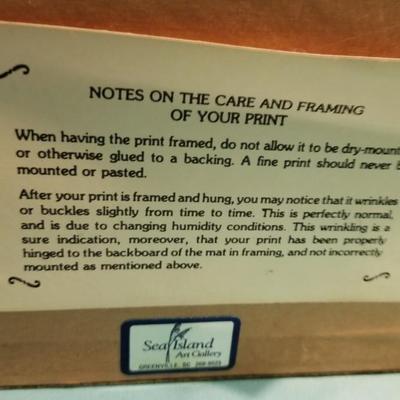 NOTES ON THE CARE AND FRAMING
OF YOUR PRINT
When having the print framed, do not allow it to be dry-mount
or otherwise glued to a backing. A fine print should never b
mounted or pasted.
After your print is framed and hung, you may notice that it wrinkles
or buckles slightly from time to time. This is perfectly normal,
and is due to changing humidity conditions. This wrinkling is a
sure indication, moreover, that your print has been properly
hinged to the backboard of the mat in framing, and not incorrectly
mounted as mentioned above.
Sea Island
Art Gallery
GREENVILLE, SC